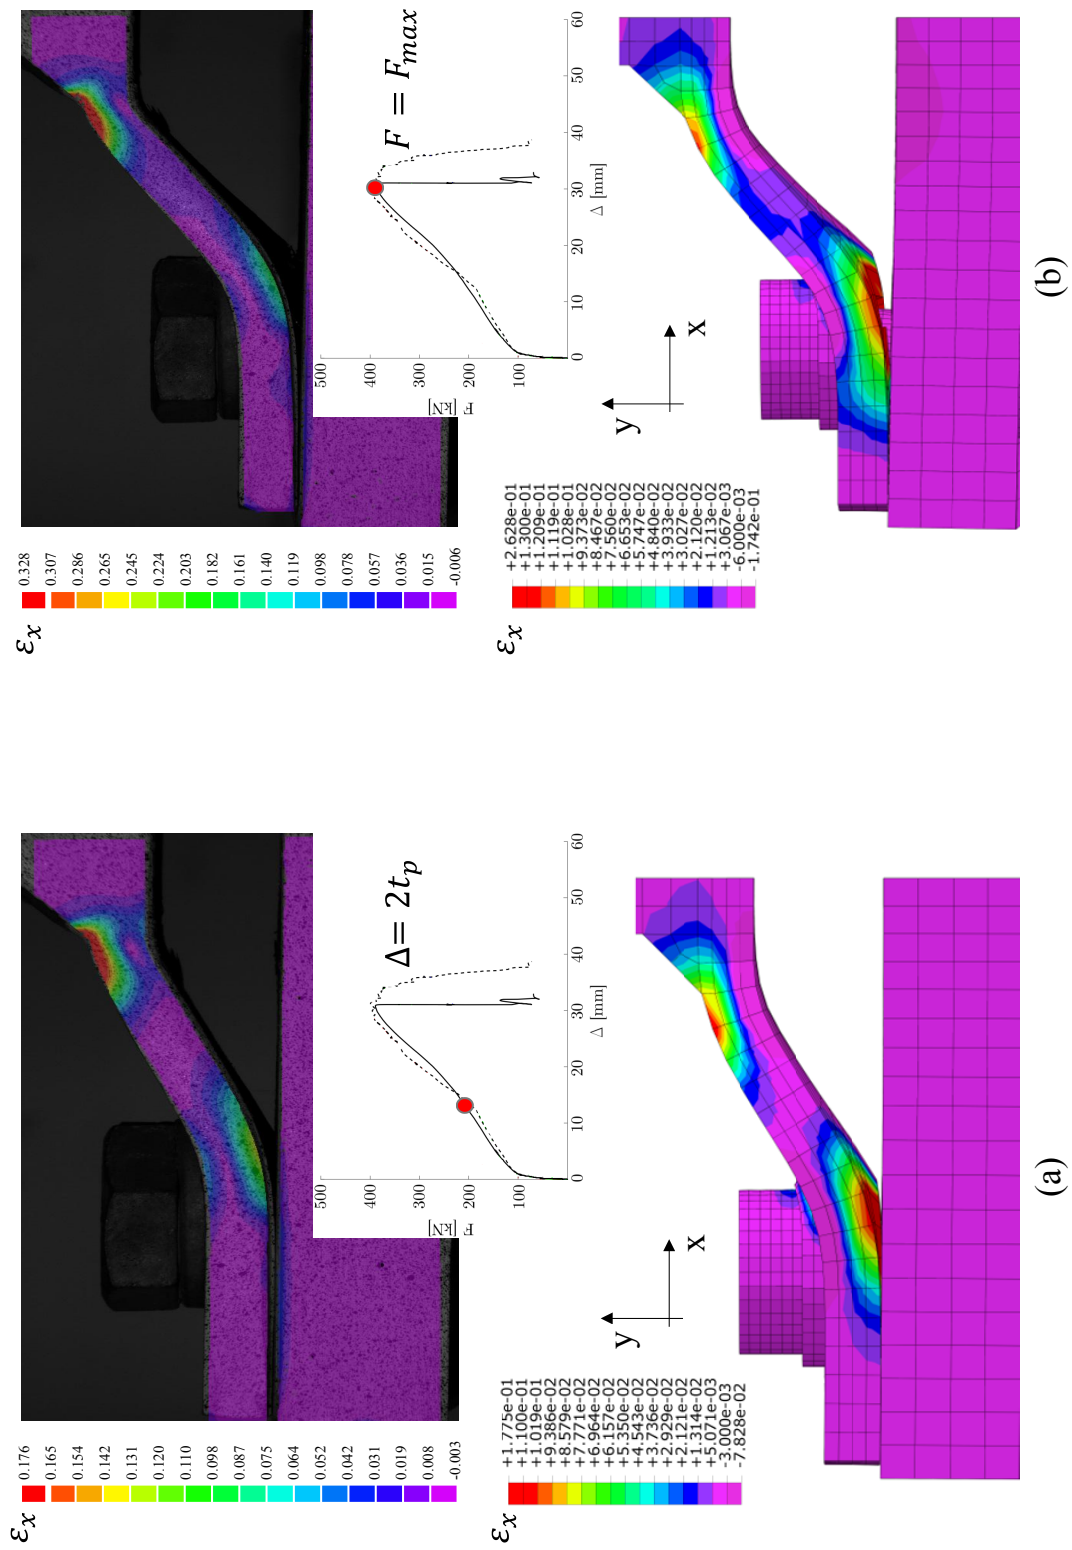 εx
0.176
0.165
0.154
0.142
0.131
0.120
0.110
0.098
0.087
0.075
0.064
0.052
0.042
0.031
0.019
0.008
-0.003
Δ= 2tp
F [kN]
500
400
300
200
100
0
10
20
30
40
50
60
Δ [mm]
εx
+1.775e-01
+1.100e-01
+1.019e-01
+9.386e-02
+8.579e-02
+7.771e-02
+6.964e-02
+6.157e-02
+5.350e-02
+4.543e-02
+3.736e-02
+2.929e-02
+2.121e-02
+1.314e-02
+5.071e-03
-3.000e-03
-7.828e-02
y
x
(a)
εx
0.328
0.307
0.286
0.265
0.245
0.224
0.203
0.182
0.161
0.140
0.119
0.098
0.078
0.057
0.036
0.015
-0.006
F = Fmax
F [kN]
500
400
300
200
100
0
10
20
30
40
50
60
Δ [mm]
εx
+2.628e-01
+1.300e-01
+1.209e-01
+1.119e-01
+1.028e-01
+9.373e-02
+8.467e-02
+7.560e-02
+6.653e-02
+5.747e-02
+4.840e-02
+3.933e-02
+3.027e-02
+2.120e-02
+1.213e-02
+3.067e-03
-6.000e-03
-1.742e-01
y
x
(b)